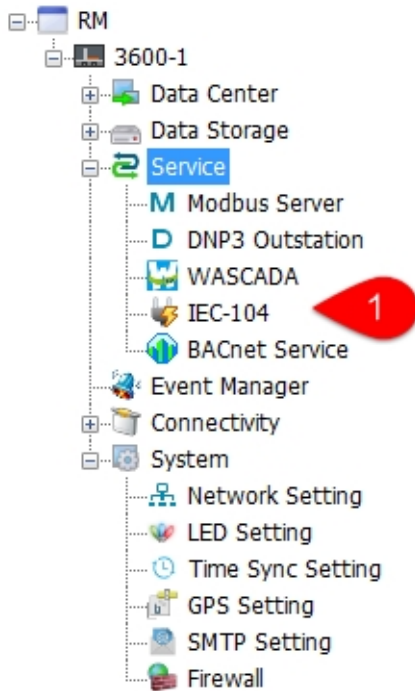 RM
3600-1
Data Center
Data Storage
Service
M Modbus Server
D DNP3 Outstation
WASCADA
IEC-104 1
BACnet Service
Event Manager
Connectivity
System
Network Setting
LED Setting
Time Sync Setting
GPS Setting
SMTP Setting
Firewall